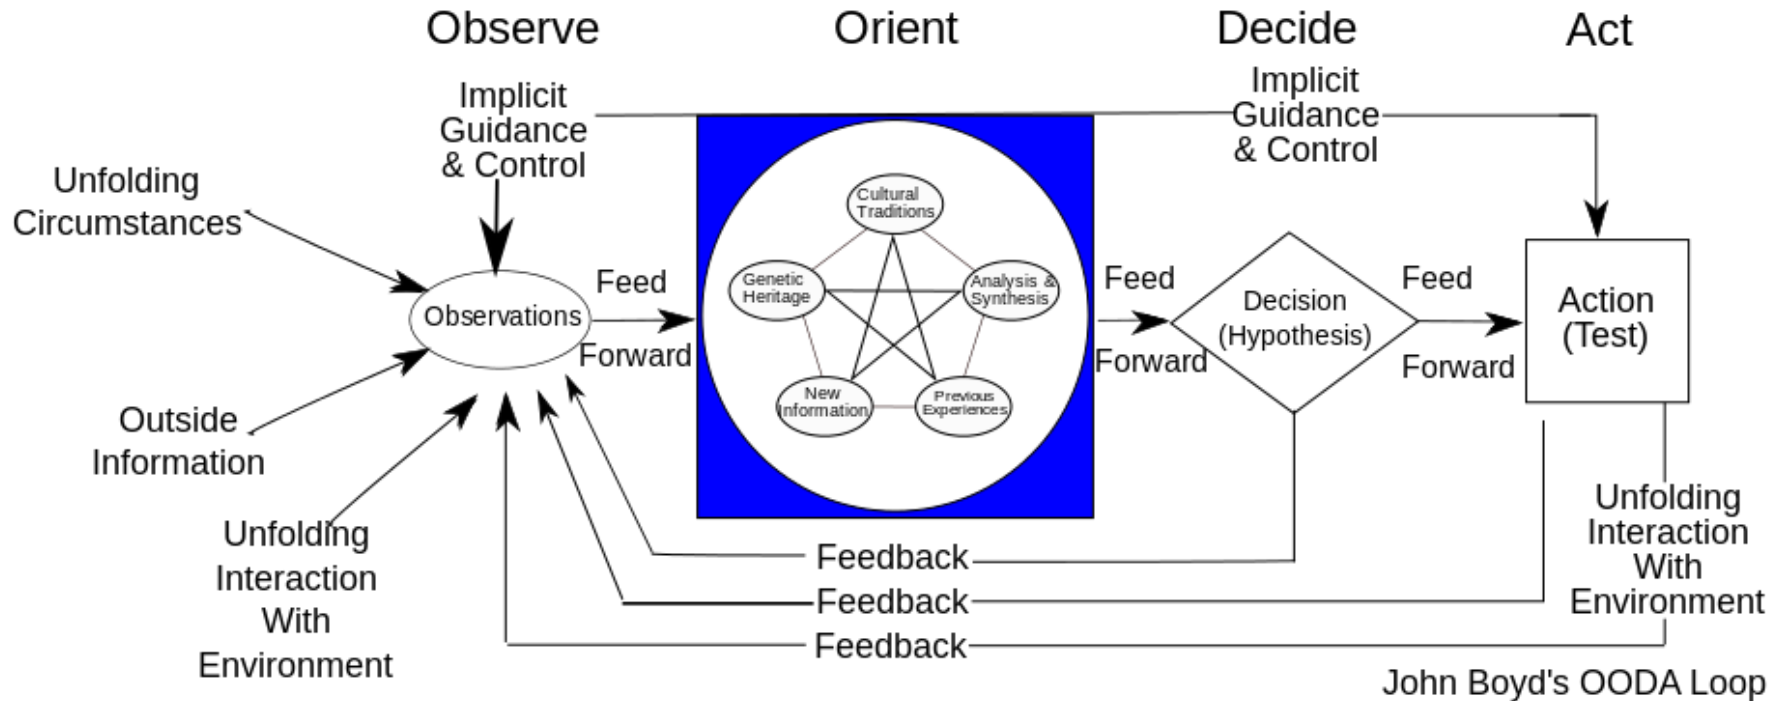 Observe
Orient
Decide
Act
Implicit
Guidance
& Control
Implicit
Guidance
& Control
Unfolding
Circumstances
Cultural
Traditions
Genetic
Heritage
Analysis &
Synthesis
New
Information
Previous
Experiences
Observations
Feed
Forward
Feed
Forward
Decision
(Hypothesis)
Feed
Forward
Action
(Test)
Outside
Information
Unfolding
Interaction
With
Environment
Feedback
Feedback
Feedback
Unfolding
Interaction
With
Environment
John Boyd's OODA Loop